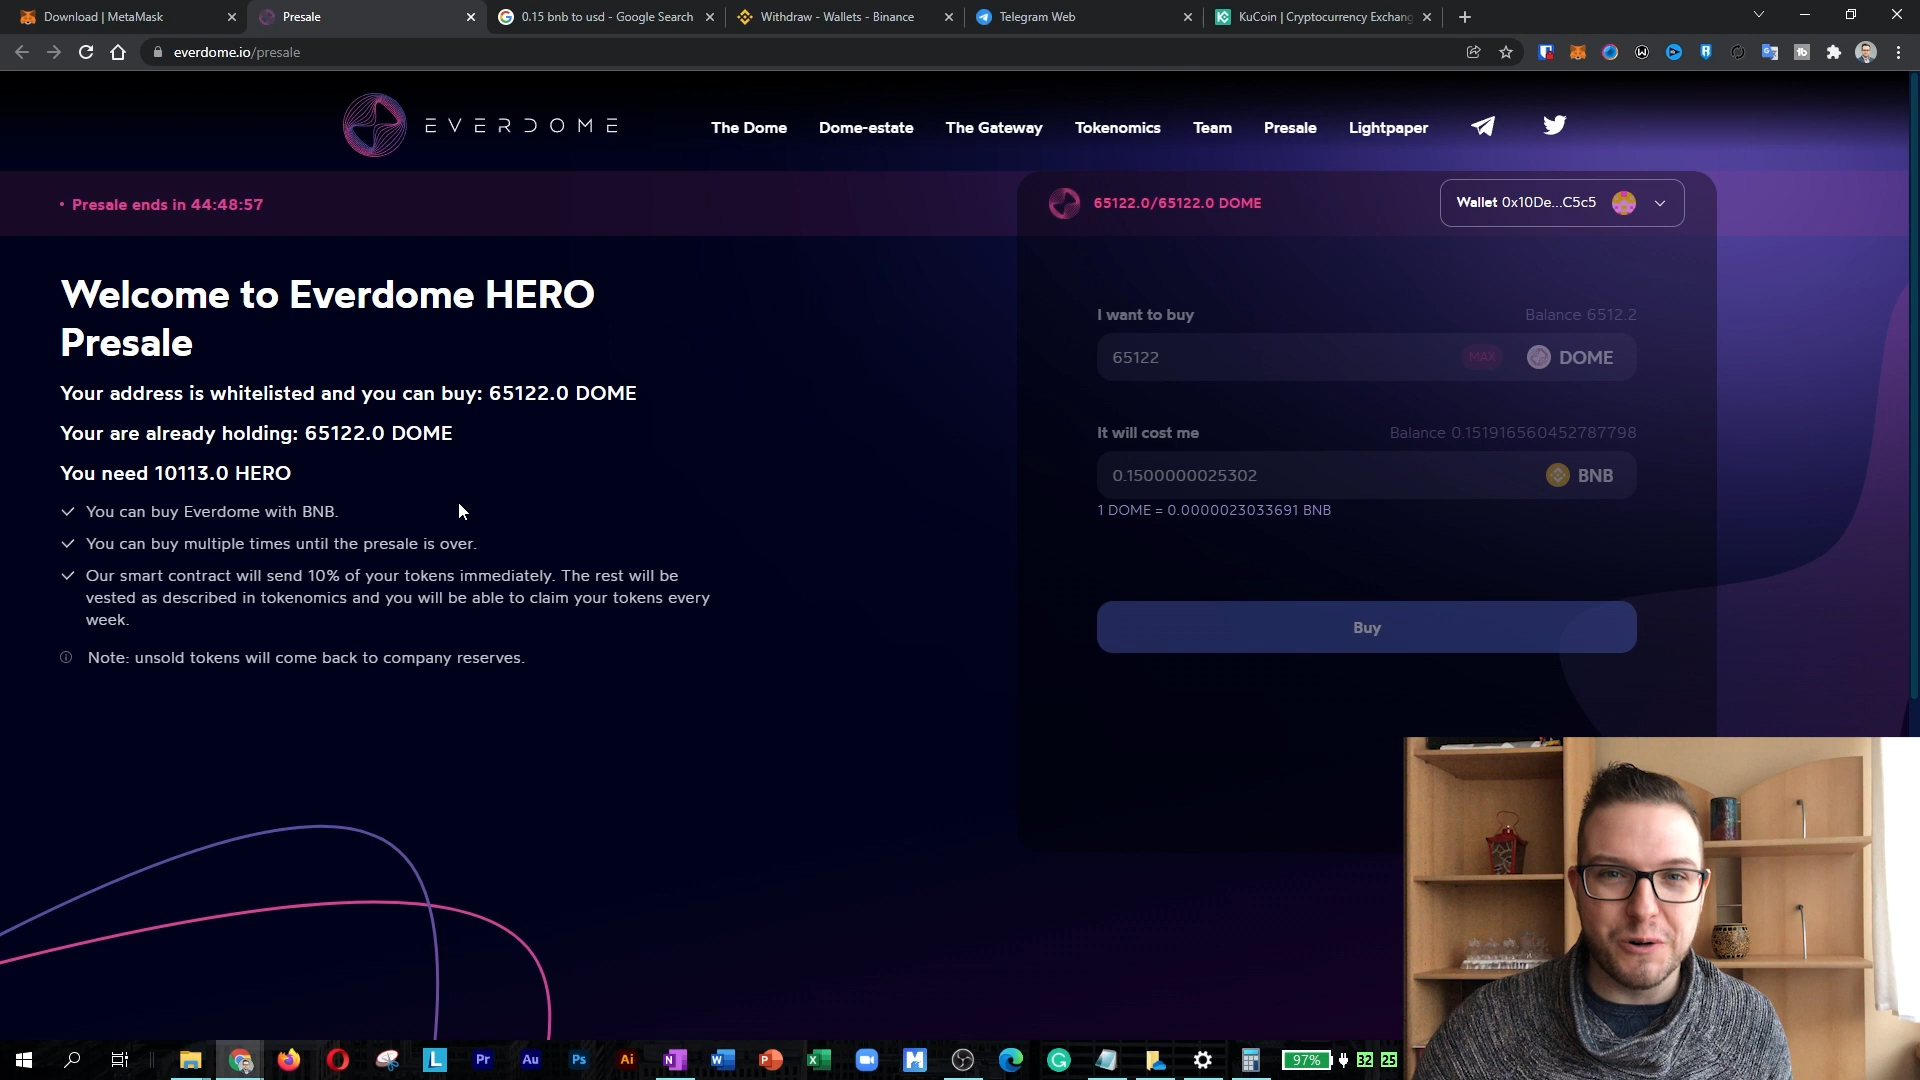 Download | MetaMask
Presale
0.15 bnb to usd - Google Search
Withdraw - Wallets - Binance
Telegram Web
KuCoin | Cryptocurrency Exchang
everdome.io/presale
EVERDOME
The Dome
Dome-estate
The Gateway
Tokenomics
Team
Presale
Lightpaper
• Presale ends in 44:48:57
65122.0/65122.0 DOME
Wallet 0x10De...C5c5
Welcome to Everdome HERO
Presale
Your address is whitelisted and you can buy: 65122.0 DOME
Your are already holding: 65122.0 DOME
You need 10113.0 HERO
You can buy Everdome with BNB.
You can buy multiple times until the presale is over.
Our smart contract will send 10% of your tokens immediately. The rest will be
vested as described in tokenomics and you will be able to claim your tokens every
week.
Note: unsold tokens will come back to company reserves.
I want to buy
Balance 6512.2
65122
MAX
DOME
It will cost me
Balance 0.151916560452787798
0.1500000025302
BNB
1 DOME = 0.0000023033691 BNB
Buy
L
Pr
Au
Ps
Ai
N
W
P
X
M
G
97%
32
25